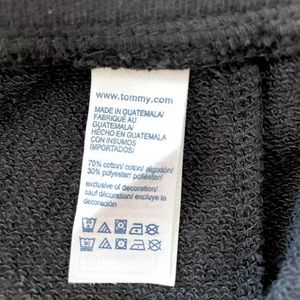 www.tommy.com
MADE IN GUATEMALA/
FABRIQUÉ AU
GUATEMALA/
HECHO EN GUATEMALA
CON INSUMOS
IMPORTADOS/
70% cotton/ coton/ algodón/
30% polyester/ poliéster/
exclusive of decoration/
sauf décoration/ excluye la
decoración